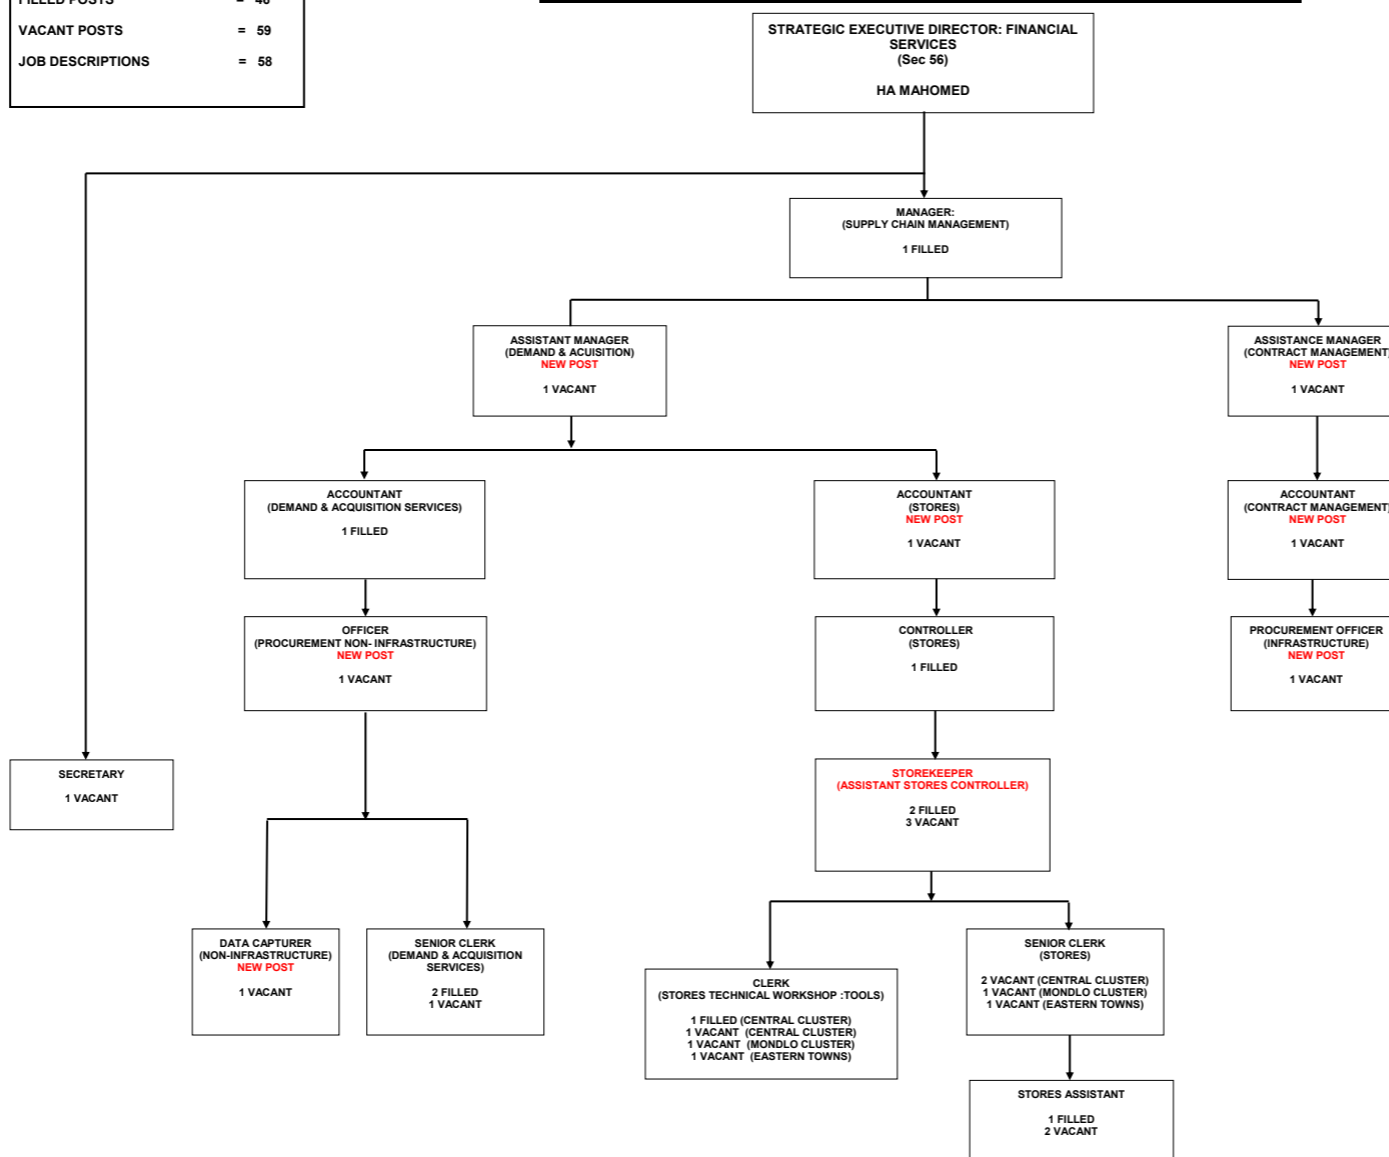 FILLED POSTS = 48
VACANT POSTS = 59
JOB DESCRIPTIONS = 58
STRATEGIC EXECUTIVE DIRECTOR: FINANCIAL
SERVICES
(Sec 56)
HA MAHOMED
MANAGER:
(SUPPLY CHAIN MANAGEMENT)
1 FILLED
ASSISTANT MANAGER
(DEMAND & ACUISITION)
NEW POST
1 VACANT
ASSISTANCE MANAGER
(CONTRACT MANAGEMENT)
NEW POST
1 VACANT
ACCOUNTANT
(DEMAND & ACQUISITION SERVICES)
1 FILLED
ACCOUNTANT
(STORES)
NEW POST
1 VACANT
ACCOUNTANT
(CONTRACT MANAGEMENT)
NEW POST
1 VACANT
OFFICER
(PROCUREMENT NON- INFRASTRUCTURE)
NEW POST
1 VACANT
CONTROLLER
(STORES)
1 FILLED
PROCUREMENT OFFICER
(INFRASTRUCTURE)
NEW POST
1 VACANT
SECRETARY
1 VACANT
STOREKEEPER
(ASSISTANT STORES CONTROLLER)
2 FILLED
3 VACANT
DATA CAPTURER
(NON-INFRASTRUCTURE)
NEW POST
1 VACANT
SENIOR CLERK
(DEMAND & ACQUISITION
SERVICES)
2 FILLED
1 VACANT
CLERK
(STORES TECHNICAL WORKSHOP :TOOLS)
1 FILLED (CENTRAL CLUSTER)
1 VACANT (CENTRAL CLUSTER)
1 VACANT (MONDLO CLUSTER)
1 VACANT (EASTERN TOWNS)
SENIOR CLERK
(STORES)
2 VACANT (CENTRAL CLUSTER)
1 VACANT (MONDLO CLUSTER)
1 VACANT (EASTERN TOWNS)
STORES ASSISTANT
1 FILLED
2 VACANT